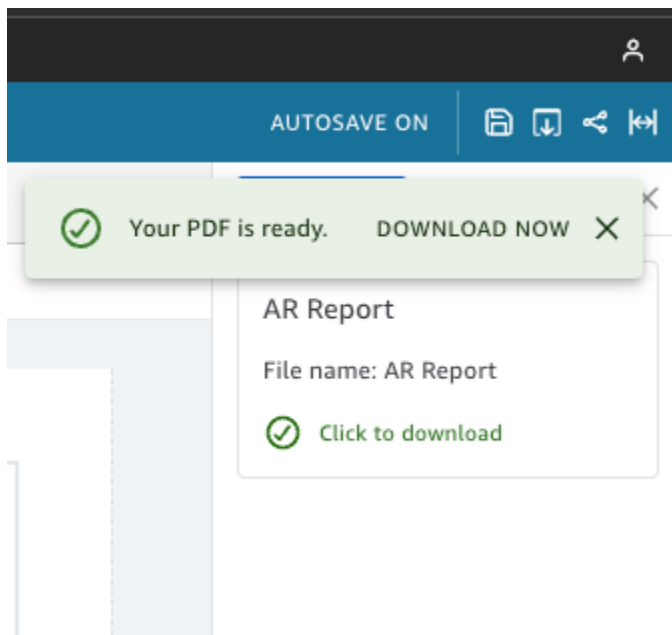 AUTOSAVE ON
Your PDF is ready. DOWNLOAD NOW
AR Report
File name: AR Report
Click to download